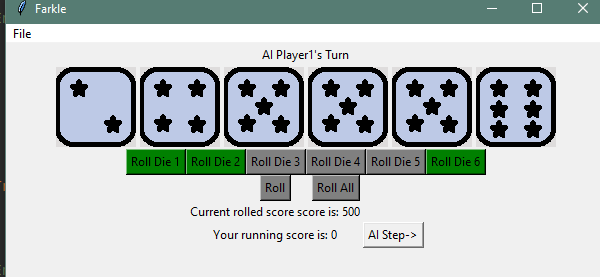 Farkle
File
AI Player1's Turn
Roll Die 1 Roll Die 2 Roll Die 3 Roll Die 4 Roll Die 5 Roll Die 6
Roll Roll All
Current rolled score score is: 500
Your running score is: 0 AI Step->